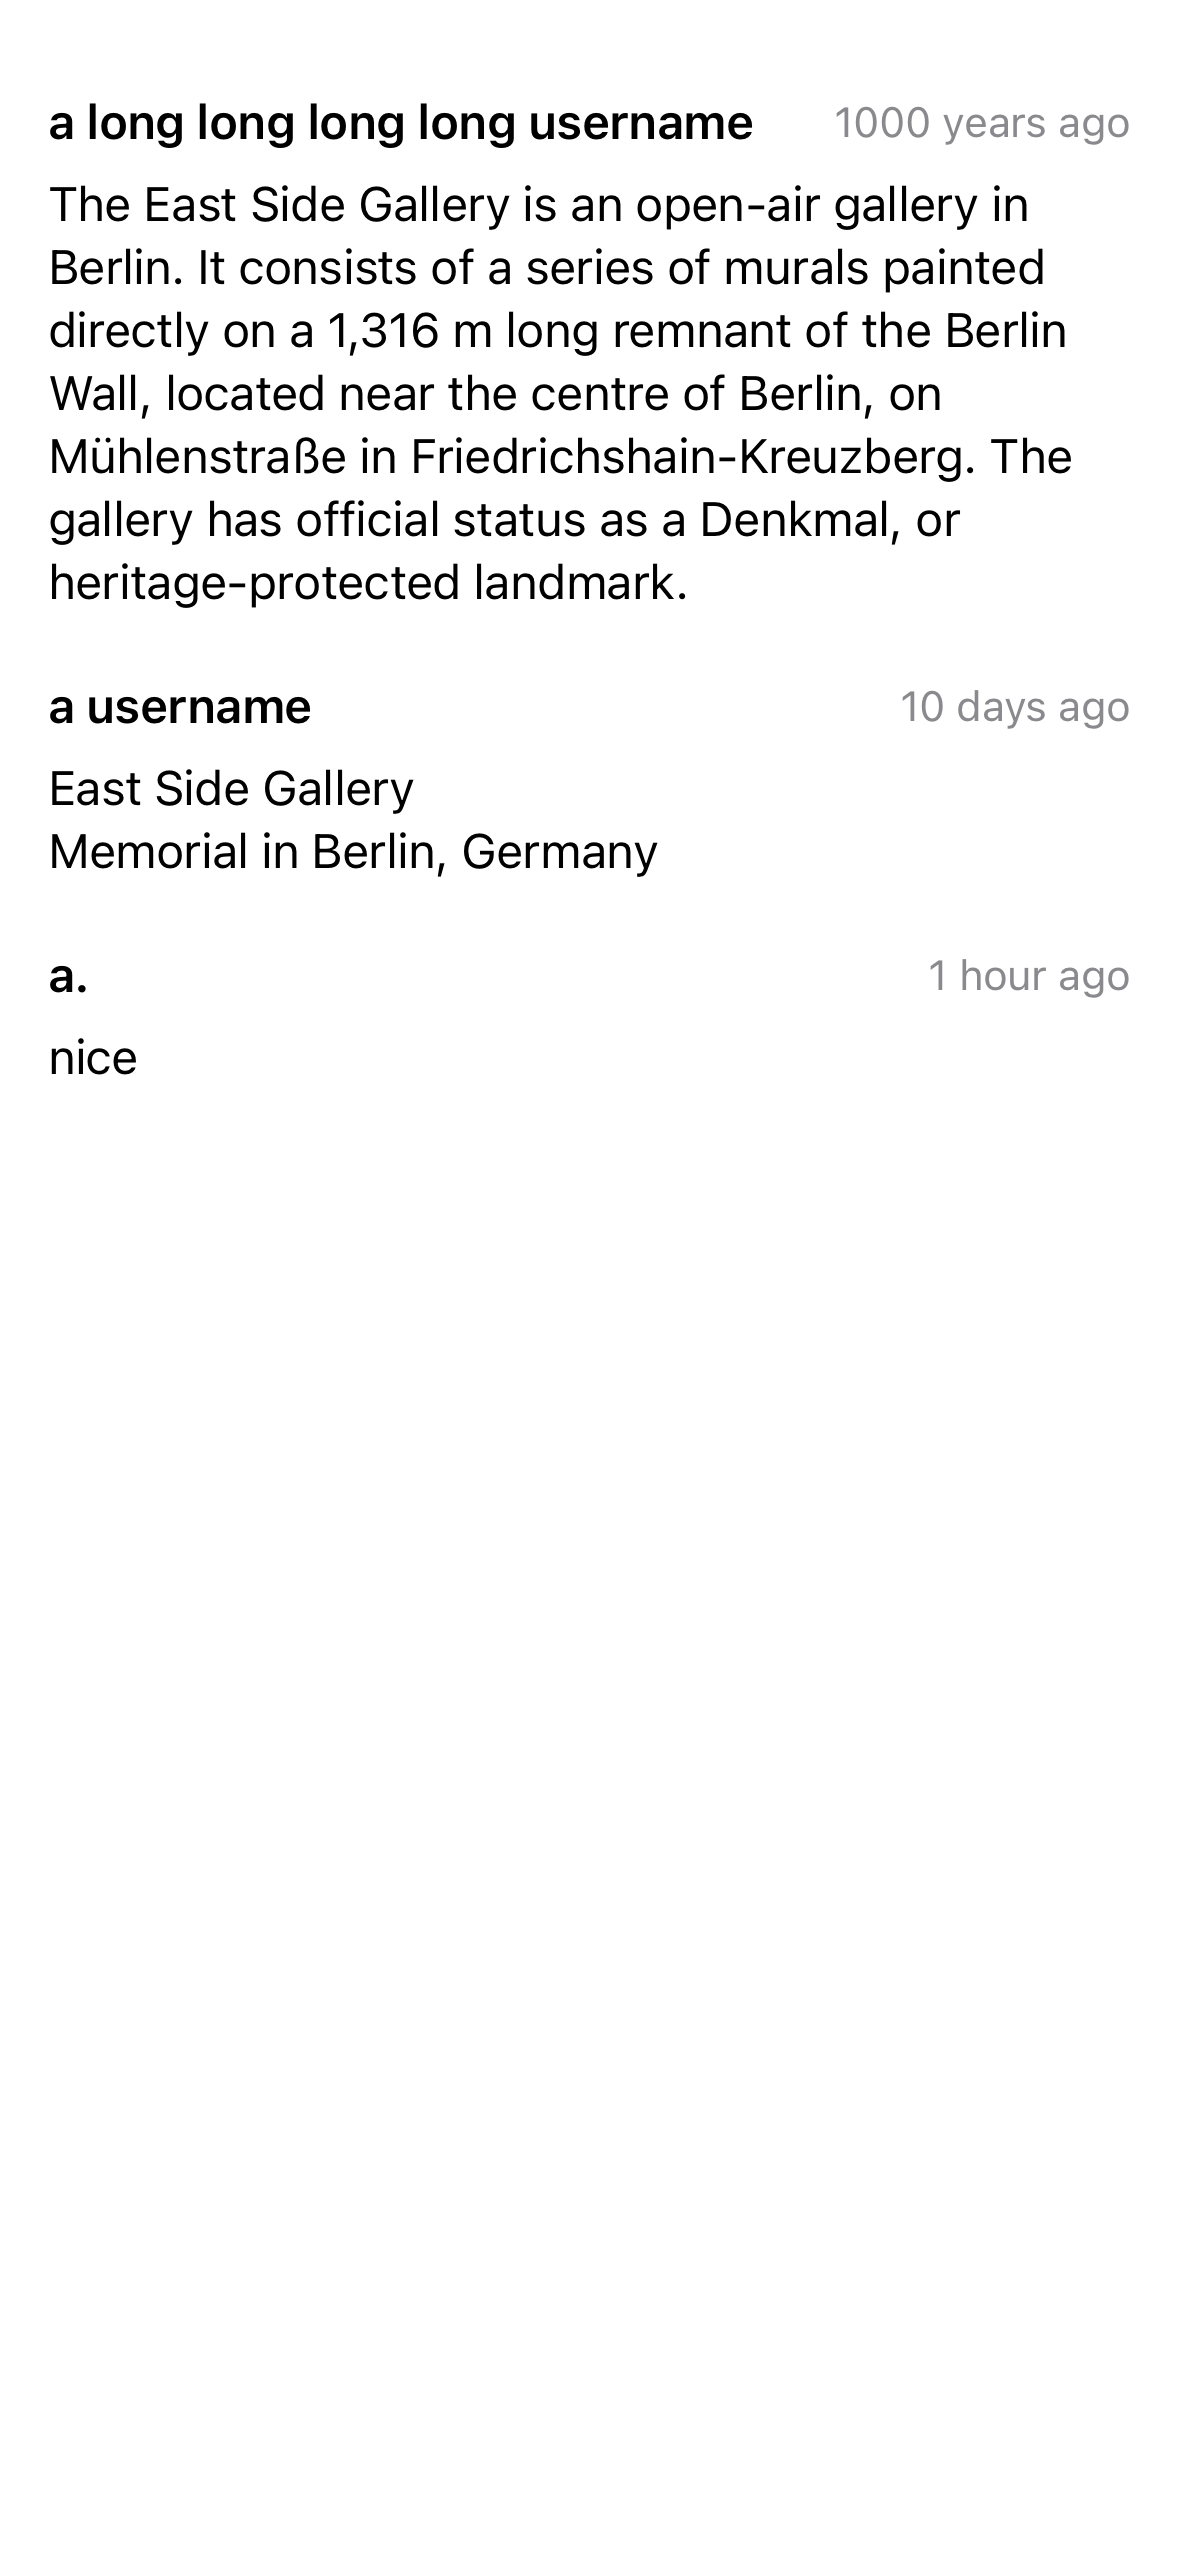 a long long long long username 1000 years ago
The East Side Gallery is an open-air gallery in
Berlin. It consists of a series of murals painted
directly on a 1,316 m long remnant of the Berlin
Wall, located near the centre of Berlin, on
Mühlenstraße in Friedrichshain-Kreuzberg. The
gallery has official status as a Denkmal, or
heritage-protected landmark.
a username 10 days ago
East Side Gallery
Memorial in Berlin, Germany
a. 1 hour ago
nice